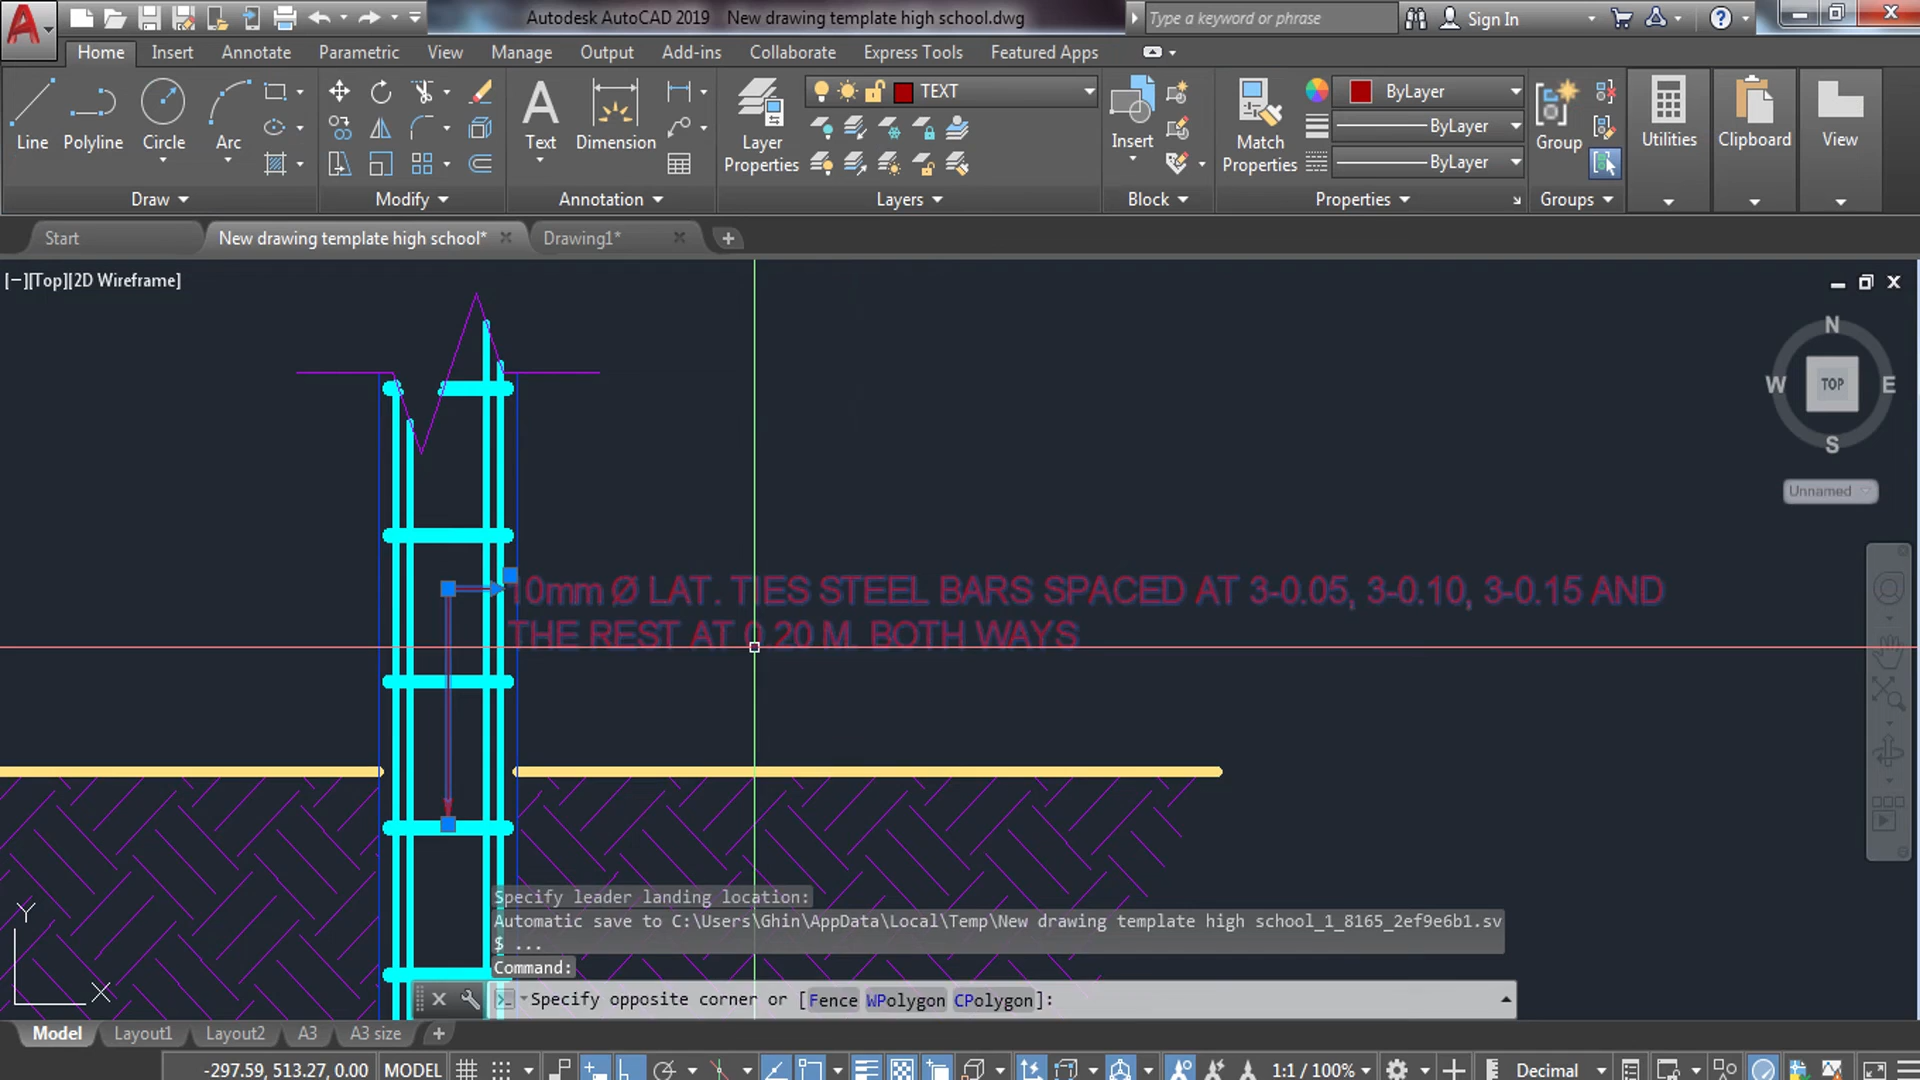 Autodesk AutoCAD 2019 New drawing template high school.dwg
Type a keyword or phrase
Sign In
Home Insert Annotate Parametric View Manage Output Add-ins Collaborate Express Tools Featured Apps
Line Polyline Circle Arc
Draw
Modify
Text Dimension
Annotation
Layer Properties
TEXT
Layers
Insert
Block
Match Properties
ByLayer
ByLayer
ByLayer
Properties
Group
Groups
Utilities
Clipboard
View
Start New drawing template high school* Drawing1*
[−][Top][2D Wireframe]
N
W TOP E
S
Unnamed
10mm Ø LAT. TIES STEEL BARS SPACED AT 3-0.05, 3-0.10, 3-0.15 AND
THE REST AT 0.20 M. BOTH WAYS
Specify leader landing location:
Automatic save to C:\Users\Ghin\AppData\Local\Temp\New drawing template high school_1_8165_2ef9e6b1.sv
$ ...
Command:
Specify opposite corner or [Fence WPolygon CPolygon]:
Y
X
Model Layout1 Layout2 A3 A3 size
-297.59, 513.27, 0.00 MODEL 1:1 / 100% Decimal